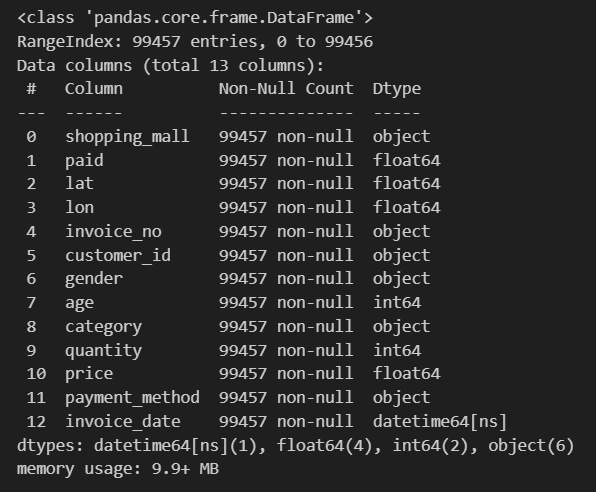 <class 'pandas.core.frame.DataFrame'>
RangeIndex: 99457 entries, 0 to 99456
Data columns (total 13 columns):
 #   Column          Non-Null Count  Dtype
---  ------          --------------  -----
 0   shopping_mall   99457 non-null  object
 1   paid            99457 non-null  float64
 2   lat             99457 non-null  float64
 3   lon             99457 non-null  float64
 4   invoice_no      99457 non-null  object
 5   customer_id     99457 non-null  object
 6   gender          99457 non-null  object
 7   age             99457 non-null  int64
 8   category        99457 non-null  object
 9   quantity        99457 non-null  int64
 10  price           99457 non-null  float64
 11  payment_method  99457 non-null  object
 12  invoice_date    99457 non-null  datetime64[ns]
dtypes: datetime64[ns](1), float64(4), int64(2), object(6)
memory usage: 9.9+ MB